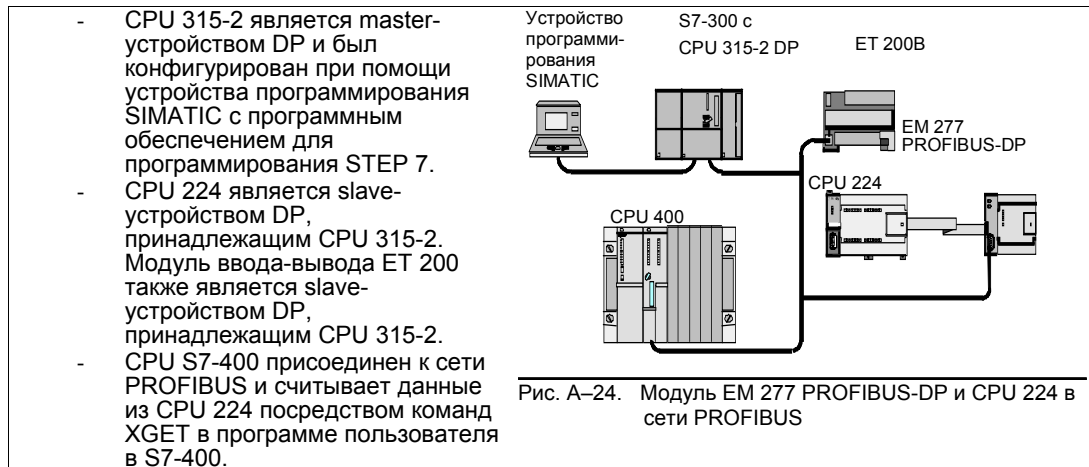 - CPU 315-2 является master-
устройством DP и был
конфигурирован при помощи
устройства программирования
SIMATIC с программным
обеспечением для
программирования STEP 7.
- CPU 224 является slave-
устройством DP,
принадлежащим CPU 315-2.
Модуль ввода-вывода ET 200
также является slave-
устройством DP,
принадлежащим CPU 315-2.
- CPU S7-400 присоединен к сети
PROFIBUS и считывает данные
из CPU 224 посредством команд
XGET в программе пользователя
в S7-400.
Устройство
программи-
рования
SIMATIC
S7-300 с
CPU 315-2 DP
ET 200B
EM 277
PROFIBUS-DP
CPU 224
CPU 400
Рис. А–24. Модуль EM 277 PROFIBUS-DP и CPU 224 в
сети PROFIBUS